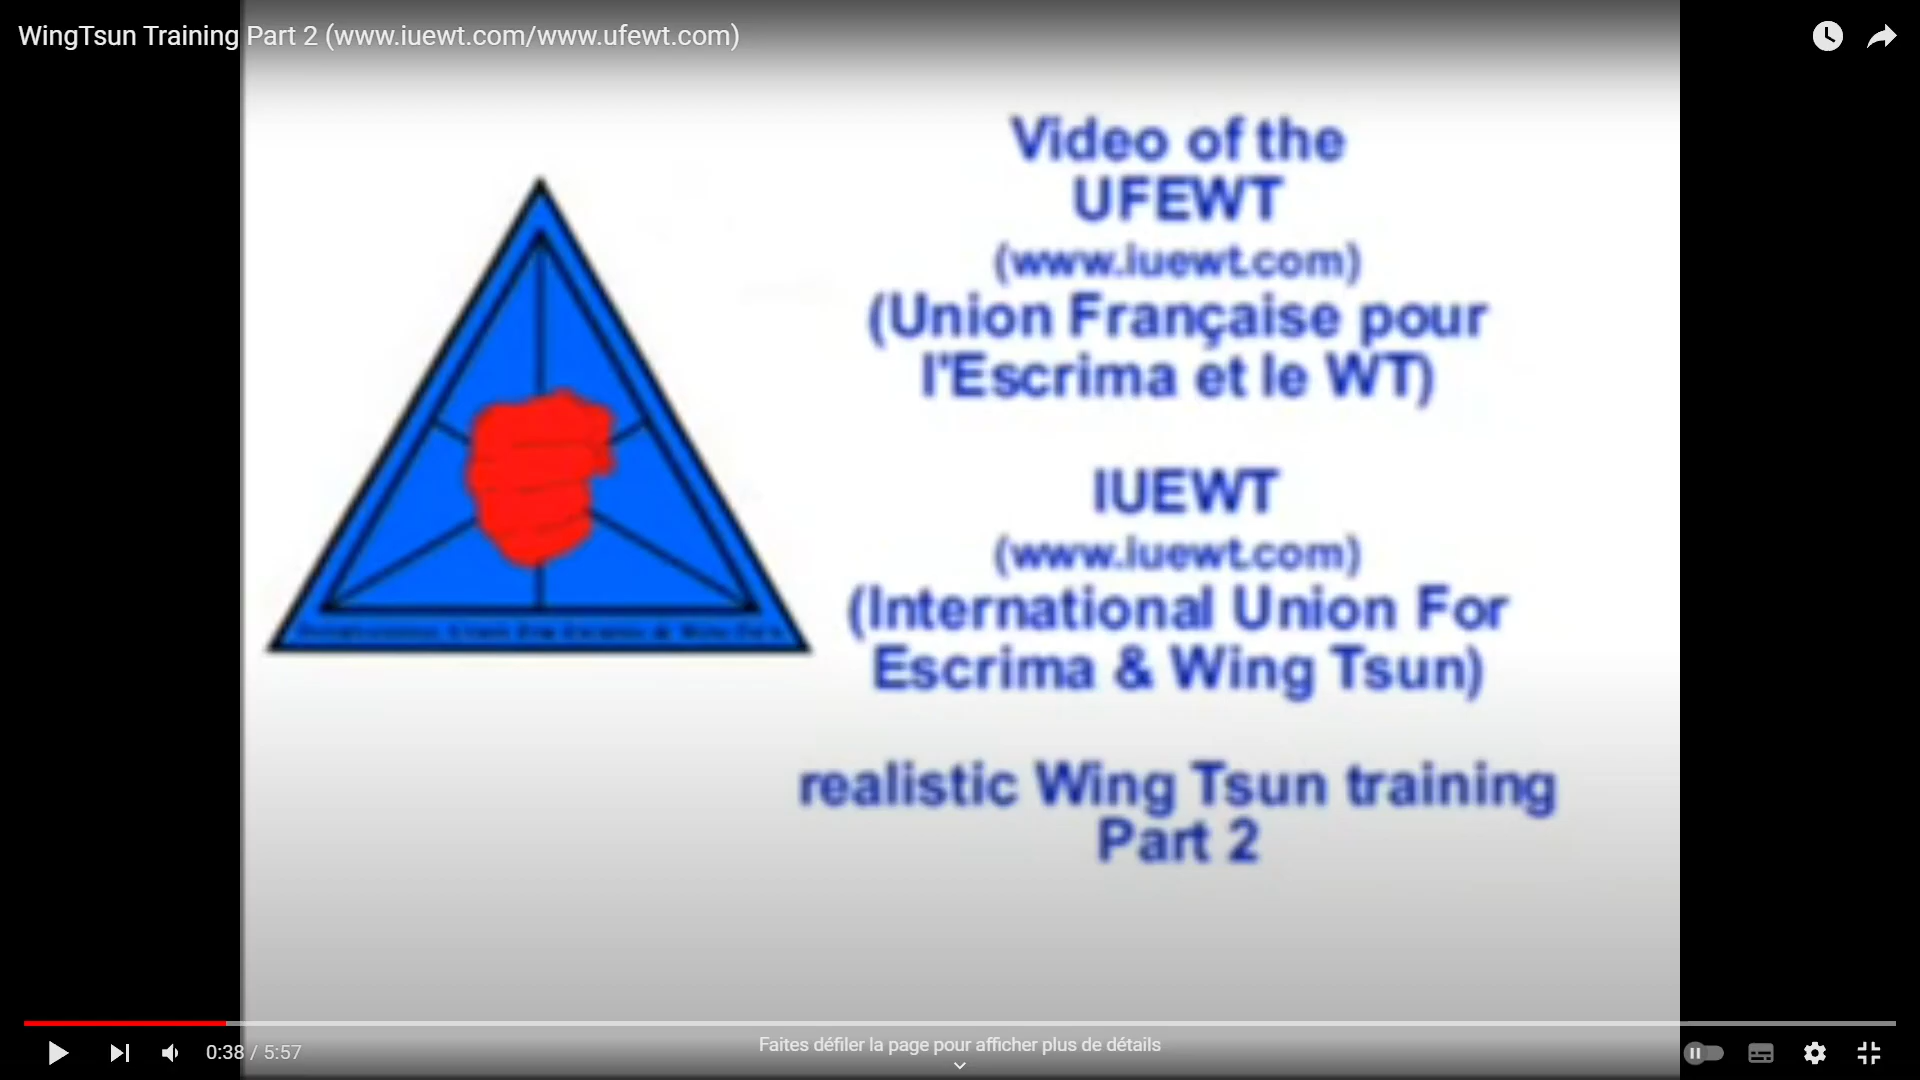 WingTsun Training Part 2 (www.iuewt.com/www.ufewt.com)
Video of the
UFEWT
(www.iuewt.com)
(Union Française pour
l'Escrima et le WT)
IUEWT
(www.iuewt.com)
(International Union For
Escrima & Wing Tsun)
realistic Wing Tsun training
Part 2
0:38 / 5:57
Faites défiler la page pour afficher plus de détails